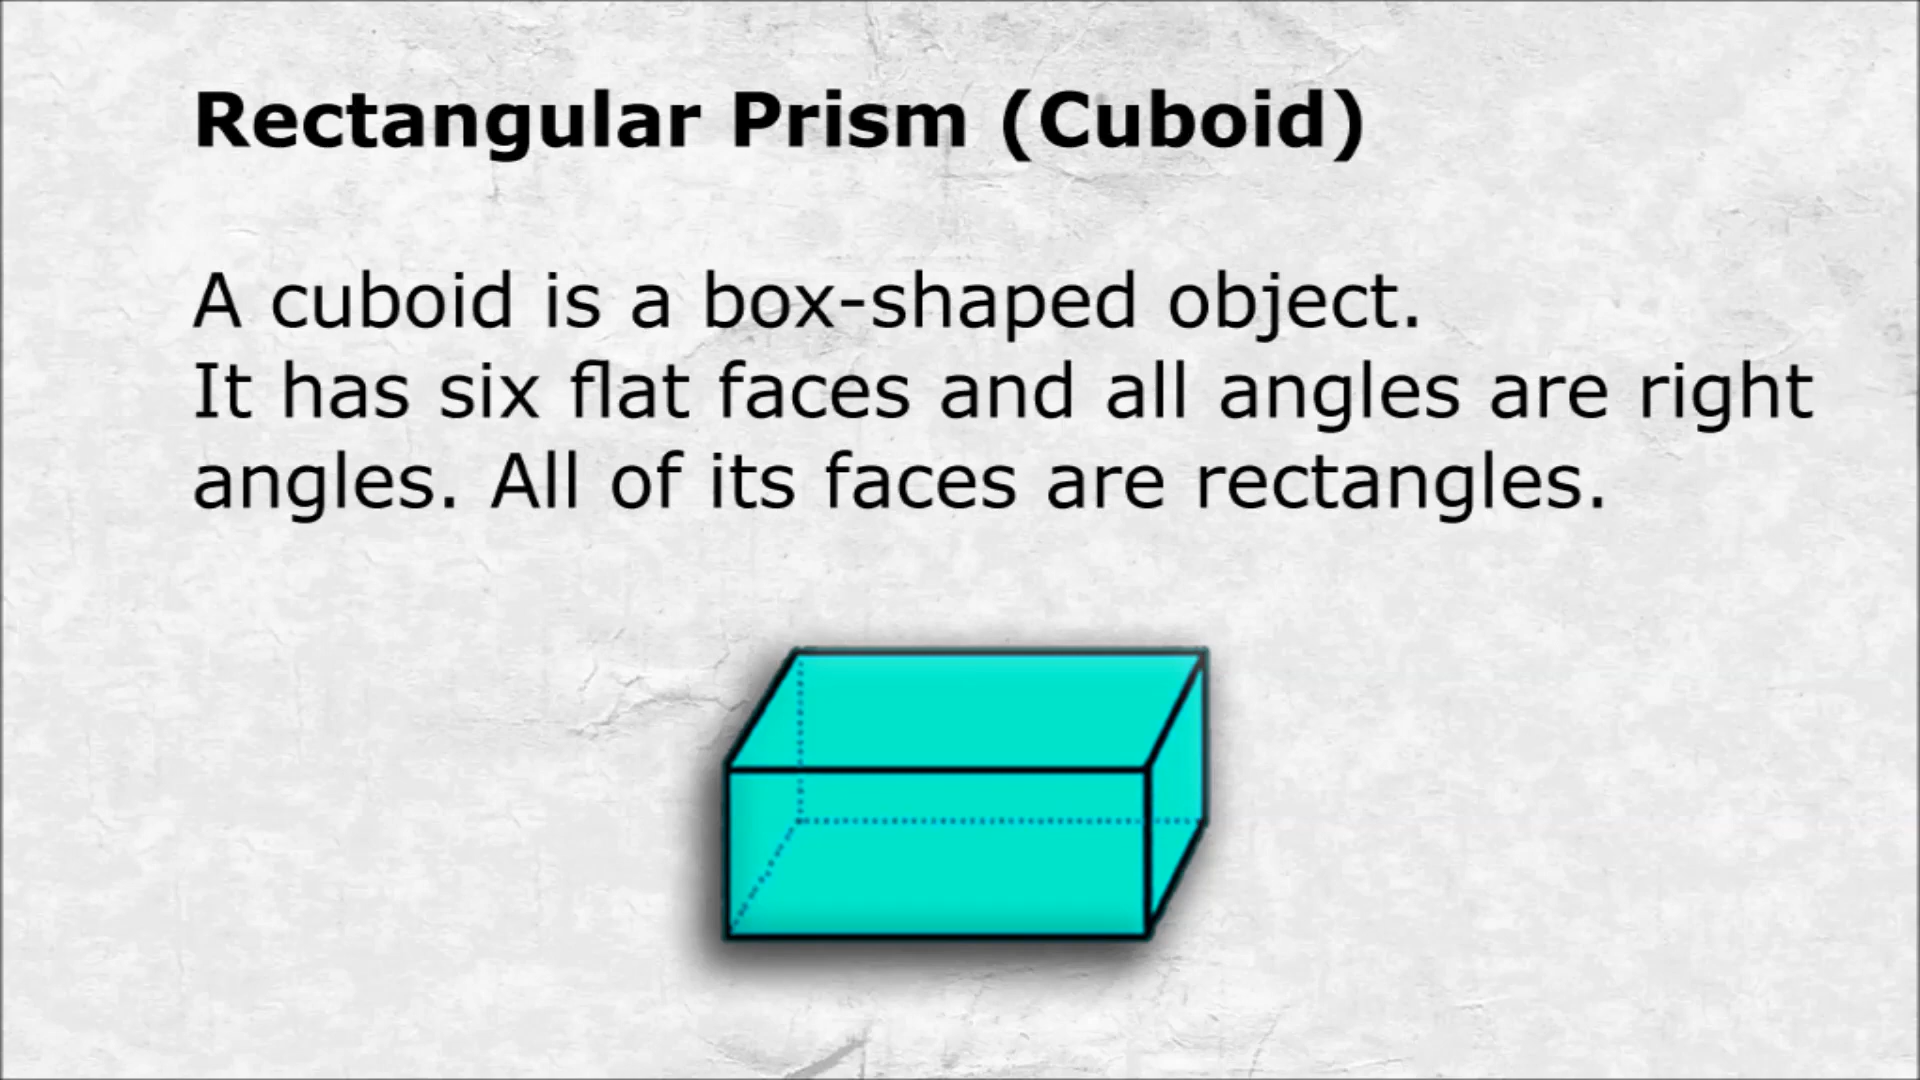 Rectangular Prism (Cuboid)
A cuboid is a box-shaped object.
It has six flat faces and all angles are right
angles. All of its faces are rectangles.